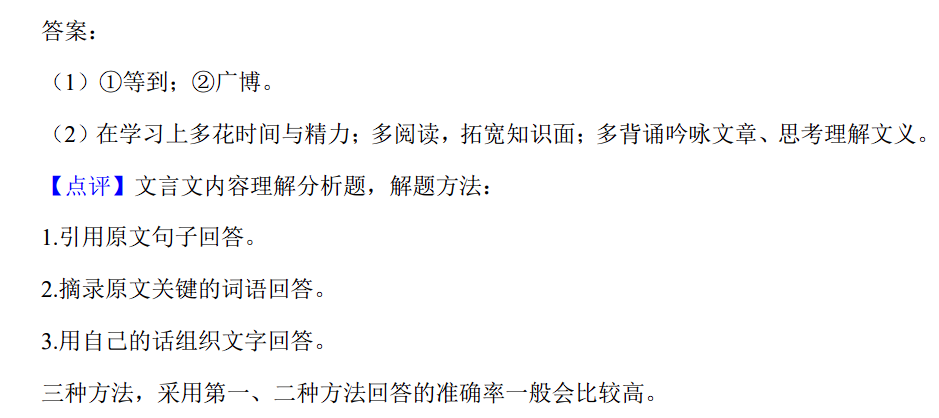 答案：
（1）①等到；②广博。
（2）在学习上多花时间与精力；多阅读，拓宽知识面；多背诵吟咏文章、思考理解文义。
【点评】文言文内容理解分析题，解题方法：
1.引用原文句子回答。
2.摘录原文关键的词语回答。
3.用自己的话组织文字回答。
三种方法，采用第一、二种方法回答的准确率一般会比较高。